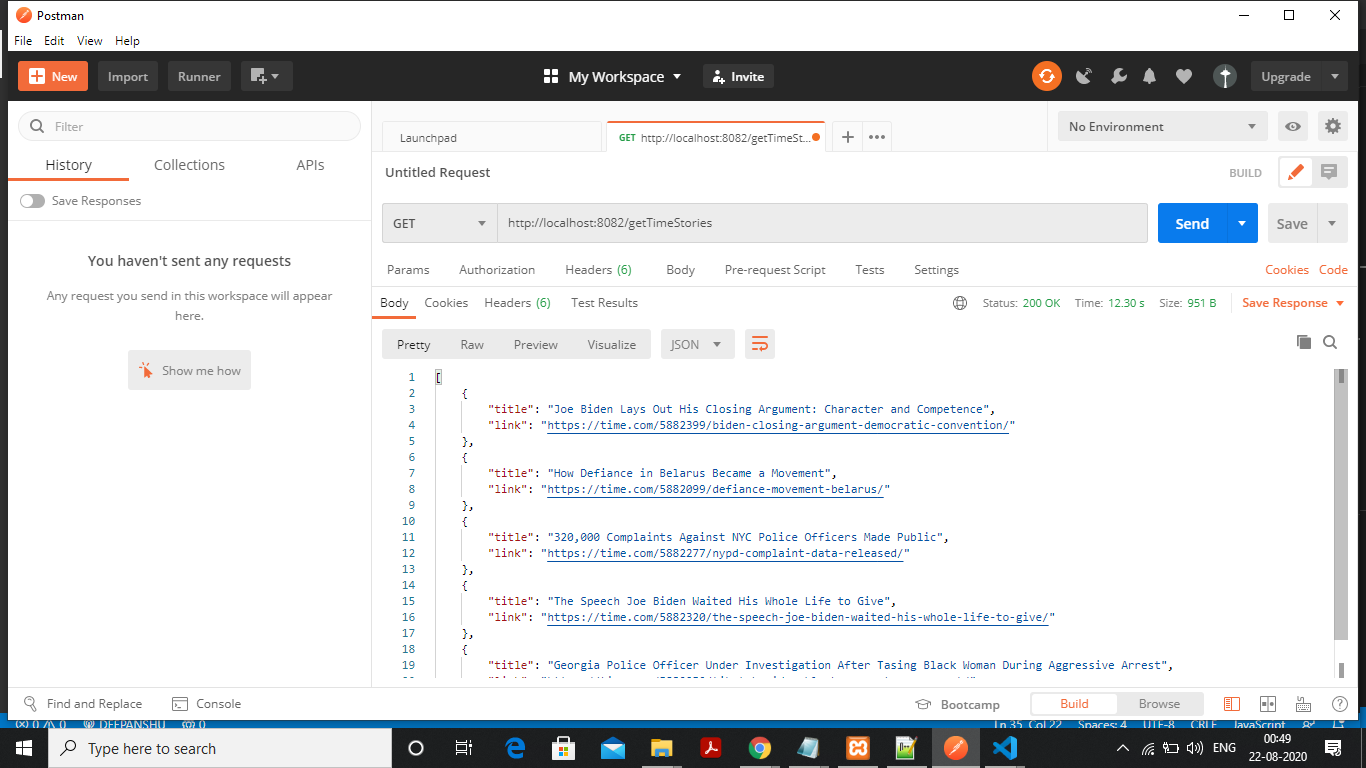 Postman
File Edit View Help
New Import Runner My Workspace Invite Upgrade
Filter
History Collections APIs
Save Responses
You haven't sent any requests
Any request you send in this workspace will appear
here.
Show me how
Launchpad GET http://localhost:8082/getTimeSt... No Environment
Untitled Request BUILD
GET http://localhost:8082/getTimeStories Send Save
Params Authorization Headers (6) Body Pre-request Script Tests Settings Cookies Code
Body Cookies Headers (6) Test Results Status: 200 OK Time: 12.30 s Size: 951 B Save Response
Pretty Raw Preview Visualize JSON
1 [
2 {
3 "title": "Joe Biden Lays Out His Closing Argument: Character and Competence",
4 "link": "https://time.com/5882399/biden-closing-argument-democratic-convention/"
5 },
6 {
7 "title": "How Defiance in Belarus Became a Movement",
8 "link": "https://time.com/5882099/defiance-movement-belarus/"
9 },
10 {
11 "title": "320,000 Complaints Against NYC Police Officers Made Public",
12 "link": "https://time.com/5882277/nypd-complaint-data-released/"
13 },
14 {
15 "title": "The Speech Joe Biden Waited His Whole Life to Give",
16 "link": "https://time.com/5882320/the-speech-joe-biden-waited-his-whole-life-to-give/"
17 },
18 {
19 "title": "Georgia Police Officer Under Investigation After Tasing Black Woman During Aggressive Arrest",
Find and Replace Console Bootcamp Build Browse
0 0 DEEPANSHU 0 Ln 35, Col 22 Spaces: 4 UTF-8 CRLF JavaScript
Type here to search ENG 00:49
22-08-2020